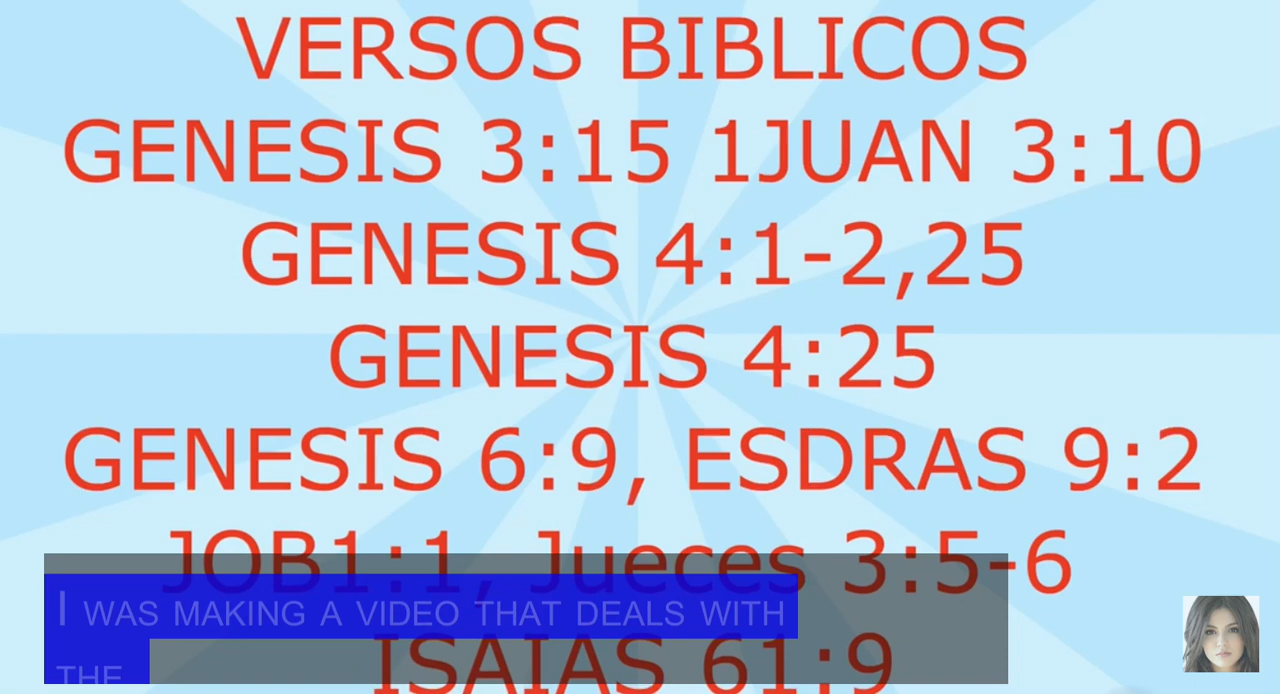 VERSOS BIBLICOS
GENESIS 3:15 1JUAN 3:10
GENESIS 4:1-2,25
GENESIS 4:25
GENESIS 6:9, ESDRAS 9:2
JOB1:1, Jueces 3:5-6
I WAS MAKING A VIDEO THAT DEALS WITH
THE
ISAIAS 61:9